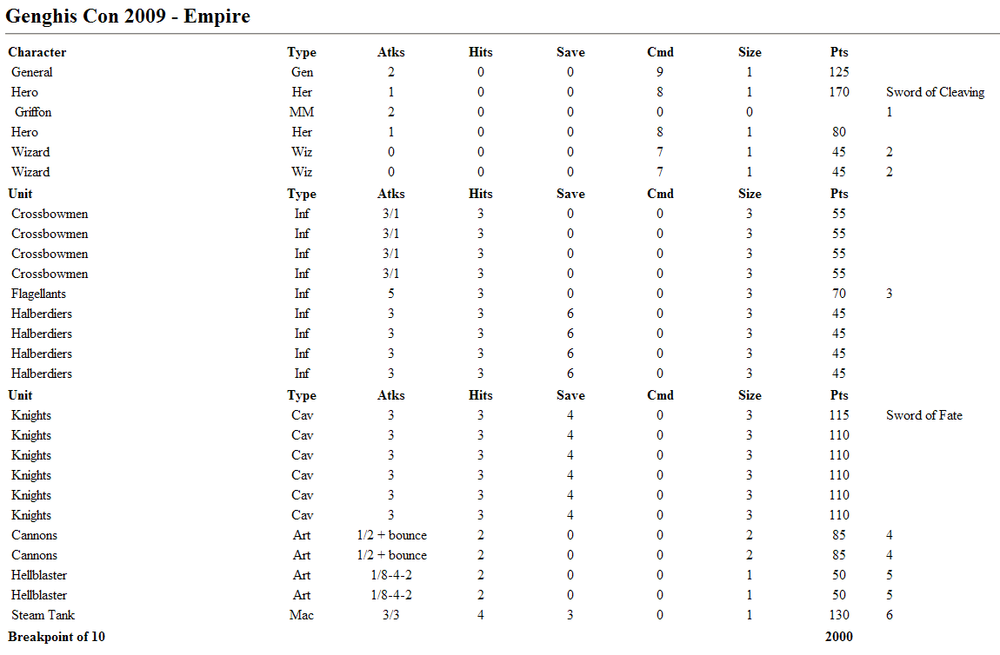 Genghis Con 2009 - Empire
Character Type Atks Hits Save Cmd Size Pts
General Gen 2 0 0 9 1 125
Hero Her 1 0 0 8 1 170 Sword of Cleaving
Griffon MM 2 0 0 0 0 1
Hero Her 1 0 0 8 1 80
Wizard Wiz 0 0 0 7 1 45 2
Wizard Wiz 0 0 0 7 1 45 2
Unit Type Atks Hits Save Cmd Size Pts
Crossbowmen Inf 3/1 3 0 0 3 55
Crossbowmen Inf 3/1 3 0 0 3 55
Crossbowmen Inf 3/1 3 0 0 3 55
Crossbowmen Inf 3/1 3 0 0 3 55
Flagellants Inf 5 3 0 0 3 70 3
Halberdiers Inf 3 3 6 0 3 45
Halberdiers Inf 3 3 6 0 3 45
Halberdiers Inf 3 3 6 0 3 45
Halberdiers Inf 3 3 6 0 3 45
Unit Type Atks Hits Save Cmd Size Pts
Knights Cav 3 3 4 0 3 115 Sword of Fate
Knights Cav 3 3 4 0 3 110
Knights Cav 3 3 4 0 3 110
Knights Cav 3 3 4 0 3 110
Knights Cav 3 3 4 0 3 110
Knights Cav 3 3 4 0 3 110
Cannons Art 1/2 + bounce 2 0 0 2 85 4
Cannons Art 1/2 + bounce 2 0 0 2 85 4
Hellblaster Art 1/8-4-2 2 0 0 1 50 5
Hellblaster Art 1/8-4-2 2 0 0 1 50 5
Steam Tank Mac 3/3 4 3 0 1 130 6
Breakpoint of 10 2000